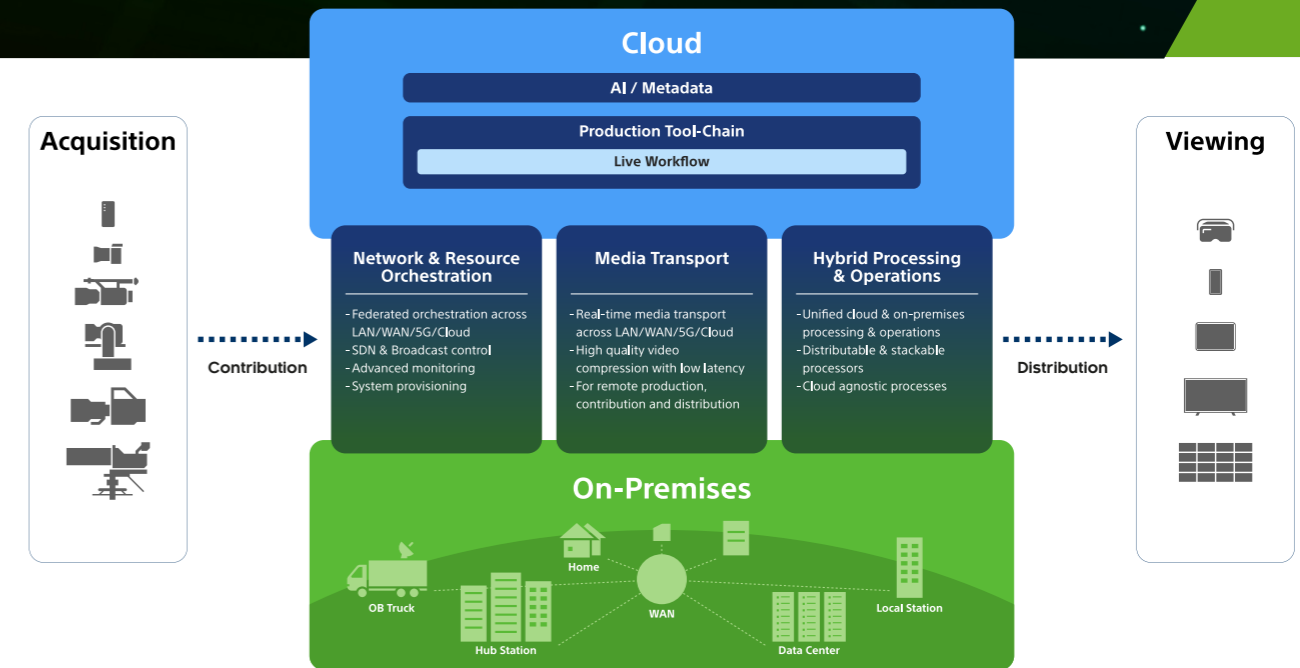 Cloud
AI / Metadata
Production Tool-Chain
Live Workflow
Acquisition
Contribution
Network & Resource
Orchestration
-Federated orchestration across
LAN/WAN/5G/Cloud
-SDN & Broadcast control
-Advanced monitoring
-System provisioning
Media Transport
-Real-time media transport
across LAN/WAN/5G/Cloud
-High quality video
compression with low latency
-For remote production,
contribution and distribution
Hybrid Processing
& Operations
-Unified cloud & on-premises
processing & operations
-Distributable & stackable
processors
-Cloud agnostic processes
Distribution
Viewing
On-Premises
OB Truck
Home
Hub Station
WAN
Data Center
Local Station